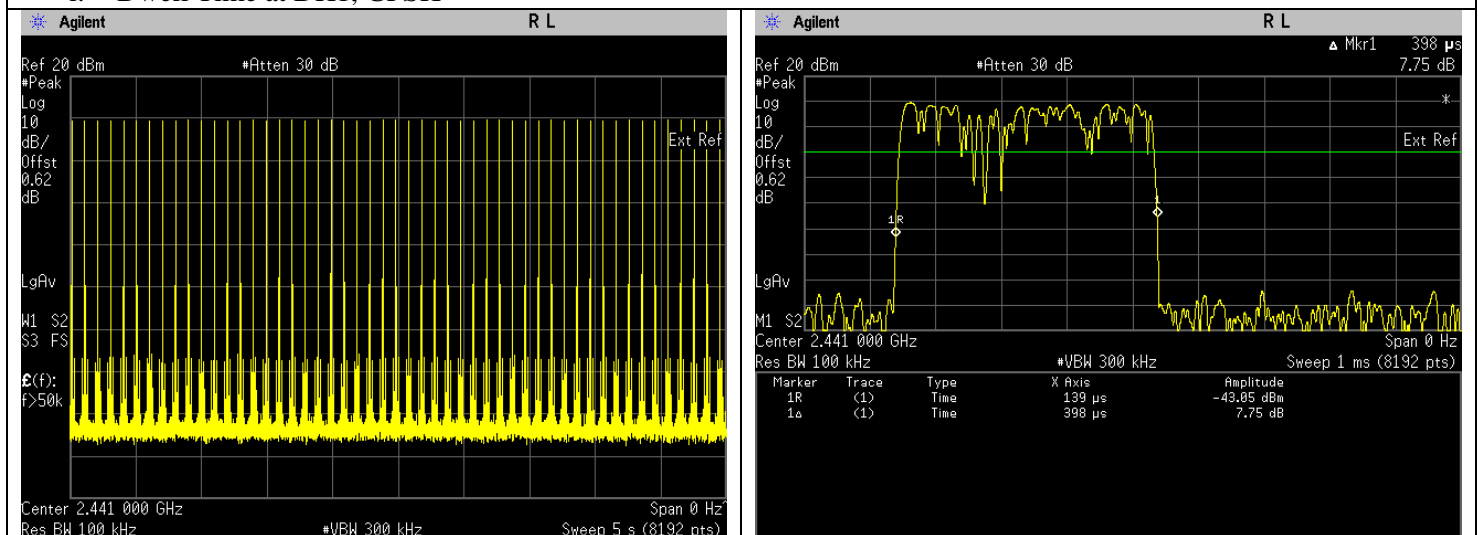 Agilent R L
Ref 20 dBm #Atten 30 dB
#Peak
Log
10
dB/
Offst
0.62
dB
Ext Ref
LgAv
W1 S2
S3 FS
£(f):
f>50k
Center 2.441 000 GHz Span 0 Hz
Res BW 100 kHz #VBW 300 kHz Sweep 5 s (8192 pts)
Agilent R L
Δ Mkr1 398 µs
Ref 20 dBm #Atten 30 dB 7.75 dB
#Peak
Log
10
dB/
Offst
0.62
dB
*
Ext Ref
1R
LgAv
M1 S2
Center 2.441 000 GHz Span 0 Hz
Res BW 100 kHz #VBW 300 kHz Sweep 1 ms (8192 pts)
Marker Trace Type X Axis Amplitude
1R (1) Time 139 µs -43.05 dBm
1Δ (1) Time 398 µs 7.75 dB